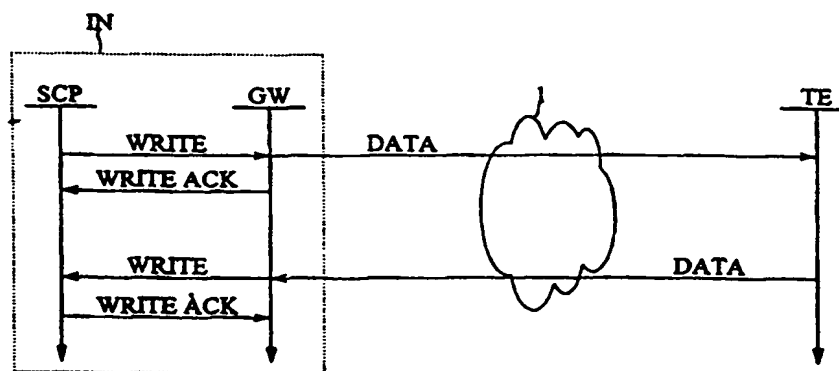 IN
SCP GW 1 TE
WRITE DATA
WRITE ACK
WRITE DATA
WRITE ACK